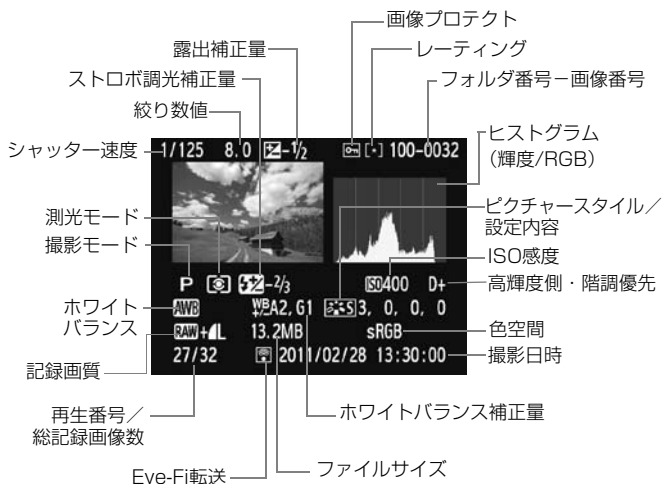 画像プロテクト
レーティング
露出補正量
ストロボ調光補正量
フォルダ番号－画像番号
絞り数値
シャッター速度
ヒストグラム
（輝度/RGB）
1/125 8.0 -1/2 100-0032
測光モード
撮影モード
ピクチャースタイル／
設定内容
ISO感度
P -2/3 ISO400 D+
高輝度側・階調優先
ホワイト
バランス
AWB WB A2, G1 S 3, 0, 0, 0
RAW+L 13.2MB sRGB
色空間
27/32 2011/02/28 13:30:00
撮影日時
記録画質
再生番号／
総記録画像数
ホワイトバランス補正量
Eye-Fi転送
ファイルサイズ